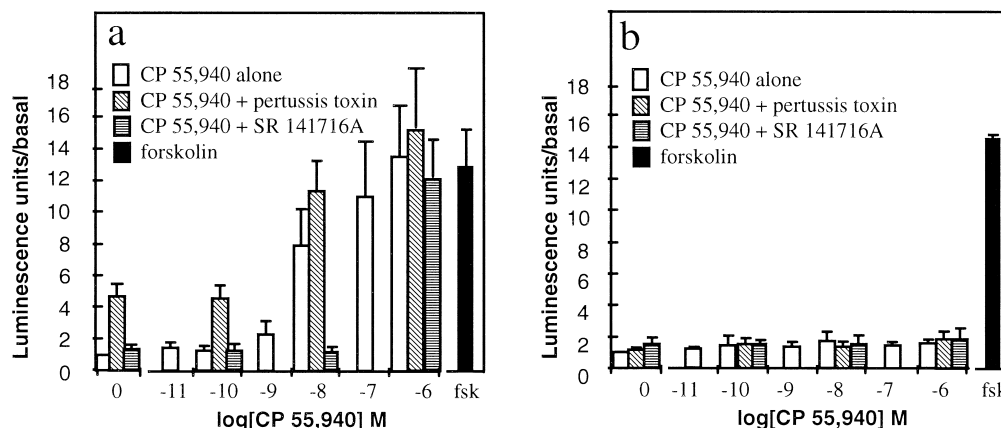 a
CP 55,940 alone
CP 55,940 + pertussis toxin
CP 55,940 + SR 141716A
forskolin
Luminescence units/basal
18
16
14
12
10
8
6
4
2
0
0 -11 -10 -9 -8 -7 -6 fsk
log[CP 55,940] M
b
CP 55,940 alone
CP 55,940 + pertussis toxin
CP 55,940 + SR 141716A
forskolin
Luminescence units/basal
18
16
14
12
10
8
6
4
2
0
0 -11 -10 -9 -8 -7 -6 fsk
log[CP 55,940] M